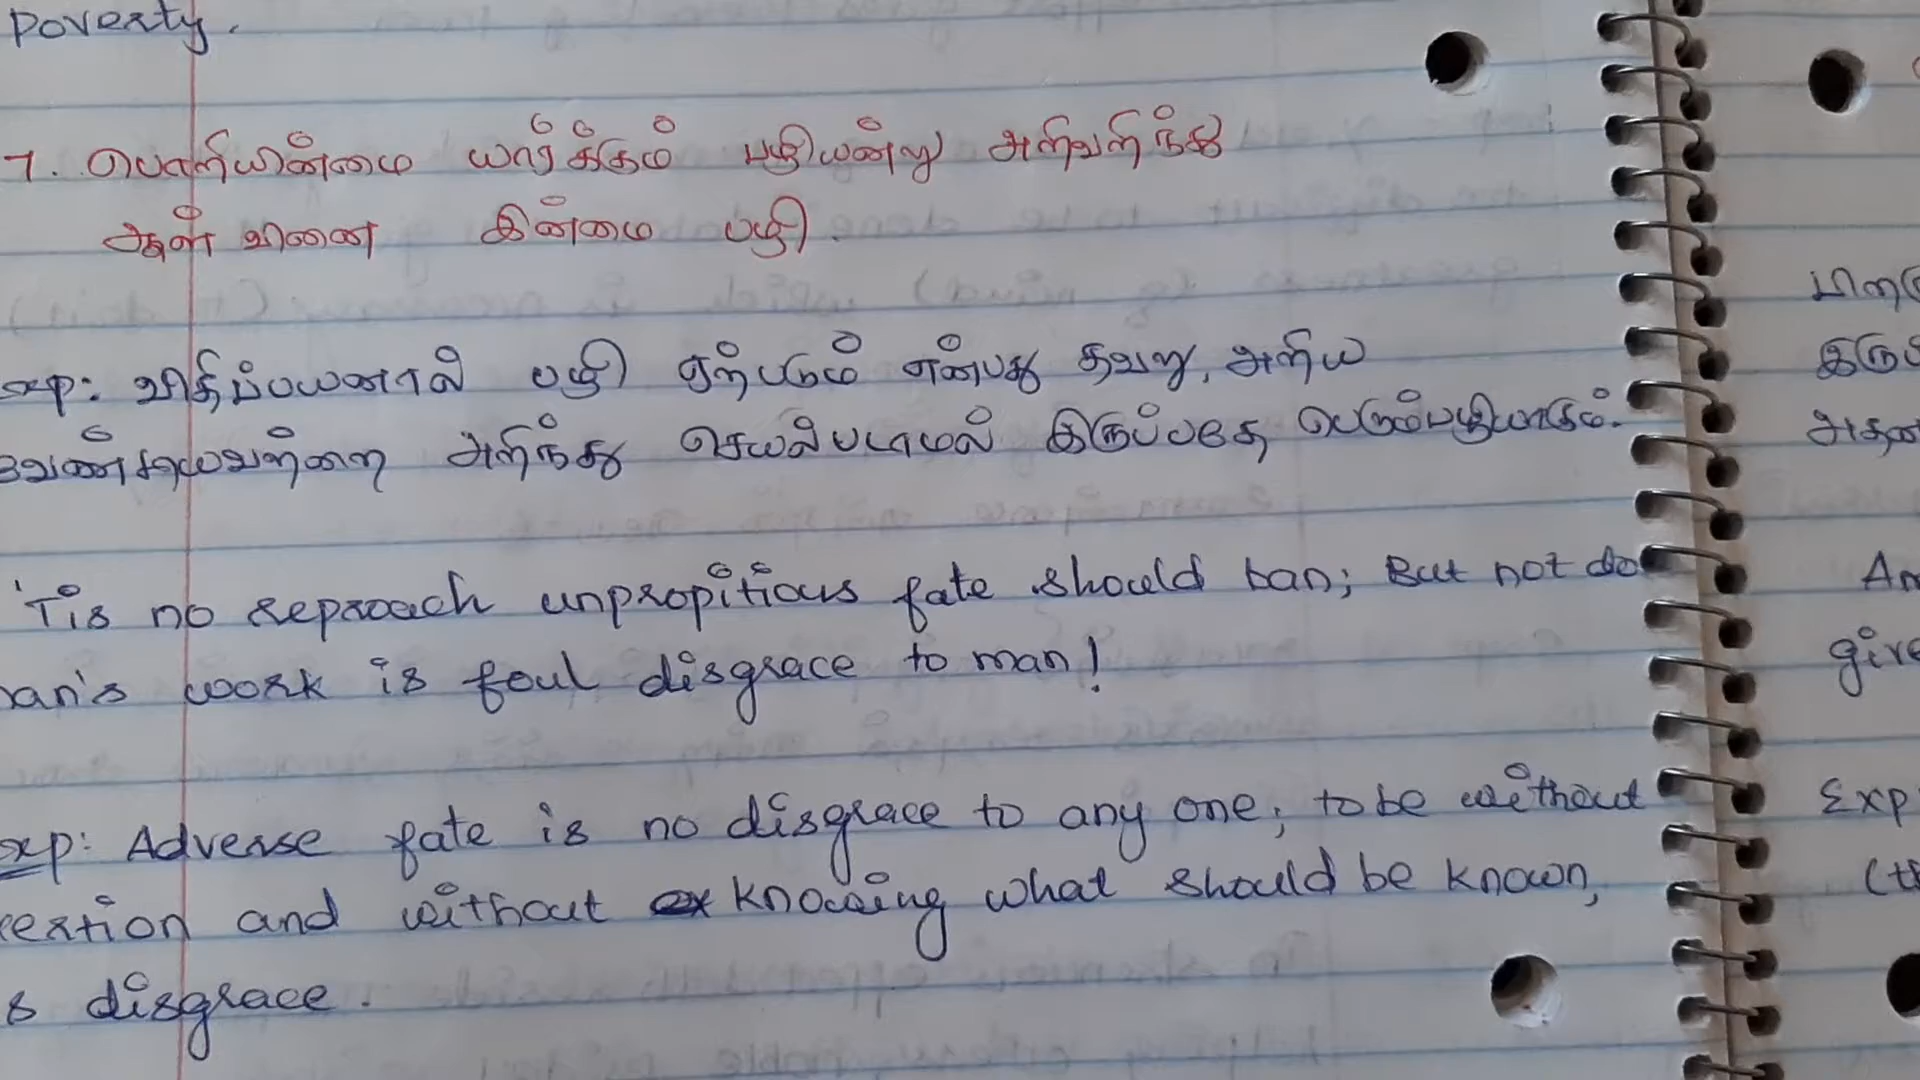 poverty.
7. பொறியின்மை யார்க்கும் பழியன்று அறிவறிந்து
ஆள் வினை இன்மை பழி.
exp: விதிப்பயனால் பழி ஏற்படும் என்பது தவறு, அறிய
வேண்டியவற்றை அறிந்து செயல்படாமல் இருப்பதே பெரும்பழியாகும்.
'Tis no reproach unpropitious fate should ban; But not do
man's work is foul disgrace to man!
exp: Adverse fate is no disgrace to any one; to be without
exertion and without knowing what should be known,
is disgrace.
give
Exp: